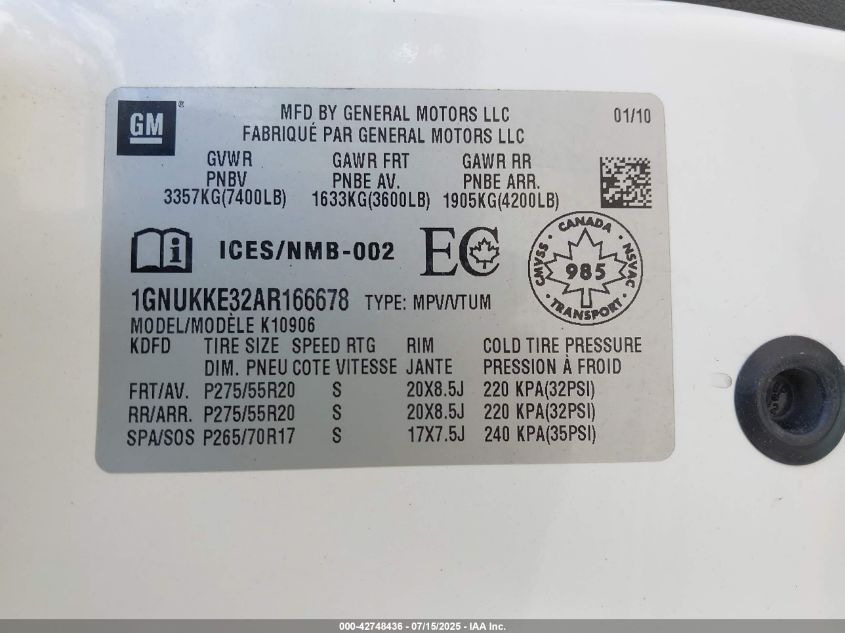 GM ®
MFD BY GENERAL MOTORS LLC 01/10
FABRIQUÉ PAR GENERAL MOTORS LLC
GVWR GAWR FRT GAWR RR
PNBV PNBE AV. PNBE ARR.
3357KG(7400LB) 1633KG(3600LB) 1905KG(4200LB)
i ICES/NMB-002 EC
CANADA
CMVSS 985 NSVAC
TRANSPORT
1GNUKKE32AR166678 TYPE: MPV/VTUM
MODEL/MODÈLE K10906
KDFD TIRE SIZE SPEED RTG RIM COLD TIRE PRESSURE
DIM. PNEU COTE VITESSE JANTE PRESSION À FROID
FRT/AV. P275/55R20 S 20X8.5J 220 KPA(32PSI)
RR/ARR. P275/55R20 S 20X8.5J 220 KPA(32PSI)
SPA/SOS P265/70R17 S 17X7.5J 240 KPA(35PSI)
000-42748436 - 07/15/2025 - IAA Inc.